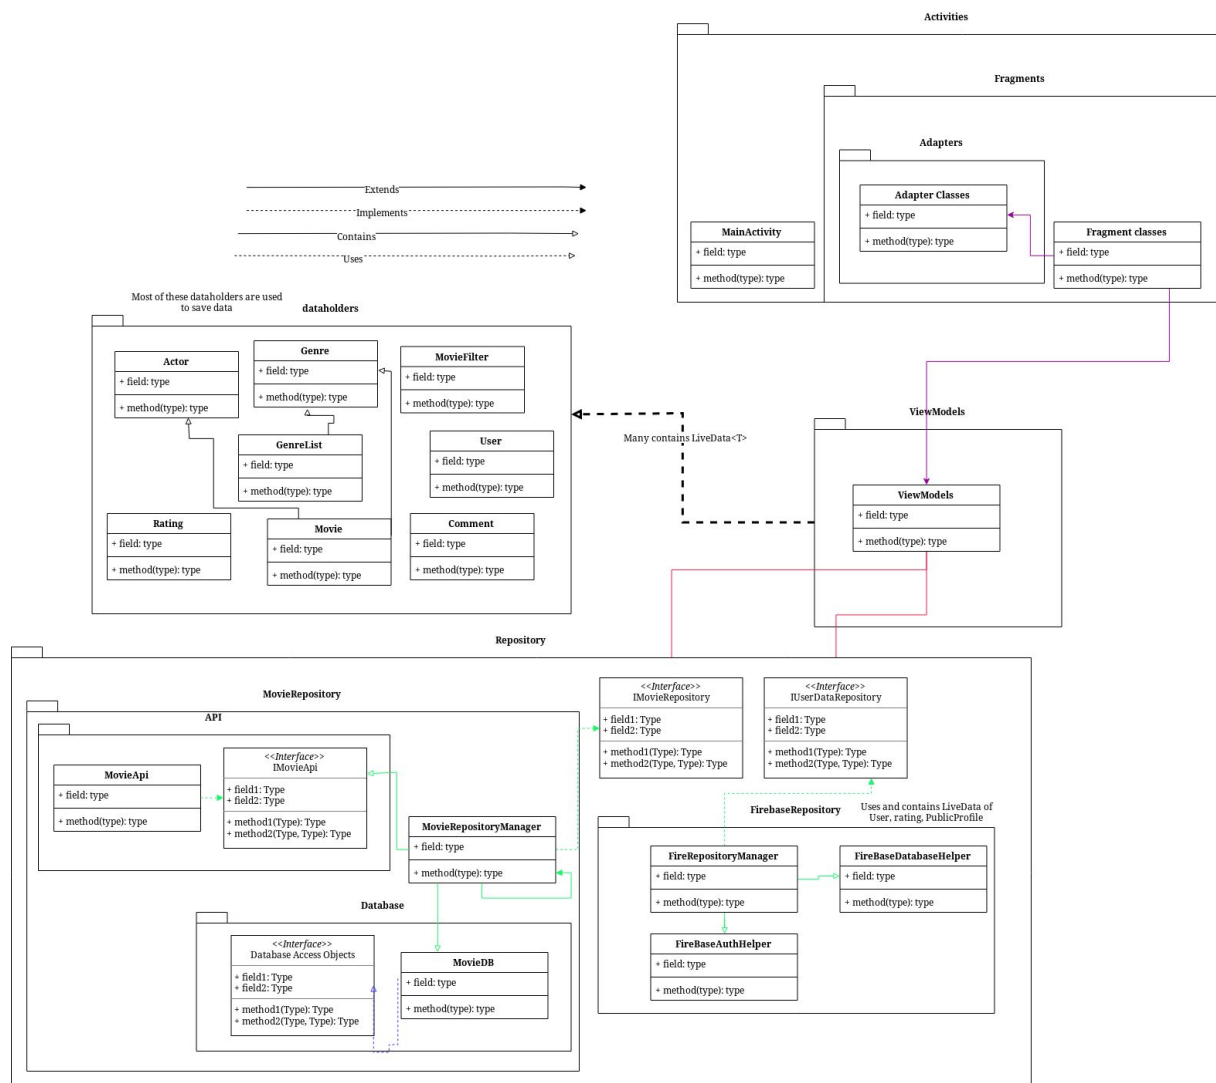 Activities
Fragments
Adapters
Adapter Classes
+ field: type
+ method(type): type
MainActivity
+ field: type
+ method(type): type
Fragment classes
+ field: type
+ method(type): type
Extends
Implements
Contains
Uses
Most of these dataholders are used
to save data
dataholders
Actor
+ field: type
+ method(type): type
Genre
+ field: type
+ method(type): type
MovieFilter
+ field: type
+ method(type): type
GenreList
+ field: type
+ method(type): type
User
+ field: type
+ method(type): type
Rating
+ field: type
+ method(type): type
Movie
+ field: type
+ method(type): type
Comment
+ field: type
+ method(type): type
Many contains LiveData<T>
ViewModels
ViewModels
+ field: type
+ method(type): type
Repository
MovieRepository
API
MovieApi
+ field: type
+ method(type): type
<<Interface>>
IMovieApi
+ field1: Type
+ field2: Type
+ method1(Type): Type
+ method2(Type, Type): Type
MovieRepositoryManager
+ field: type
+ method(type): type
Database
<<Interface>>
Database Access Objects
+ field1: Type
+ field2: Type
+ method1(Type): Type
+ method2(Type, Type): Type
MovieDB
+ field: type
+ method(type): type
<<Interface>>
IMovieRepository
+ field1: Type
+ field2: Type
+ method1(Type): Type
+ method2(Type, Type): Type
<<Interface>>
IUserDataRepository
+ field1: Type
+ field2: Type
+ method1(Type): Type
+ method2(Type, Type): Type
FirebaseRepository
Uses and contains LiveData of
User, rating, PublicProfile
FireRepositoryManager
+ field: type
+ method(type): type
FireBaseDatabaseHelper
+ field: type
+ method(type): type
FireBaseAuthHelper
+ field: type
+ method(type): type